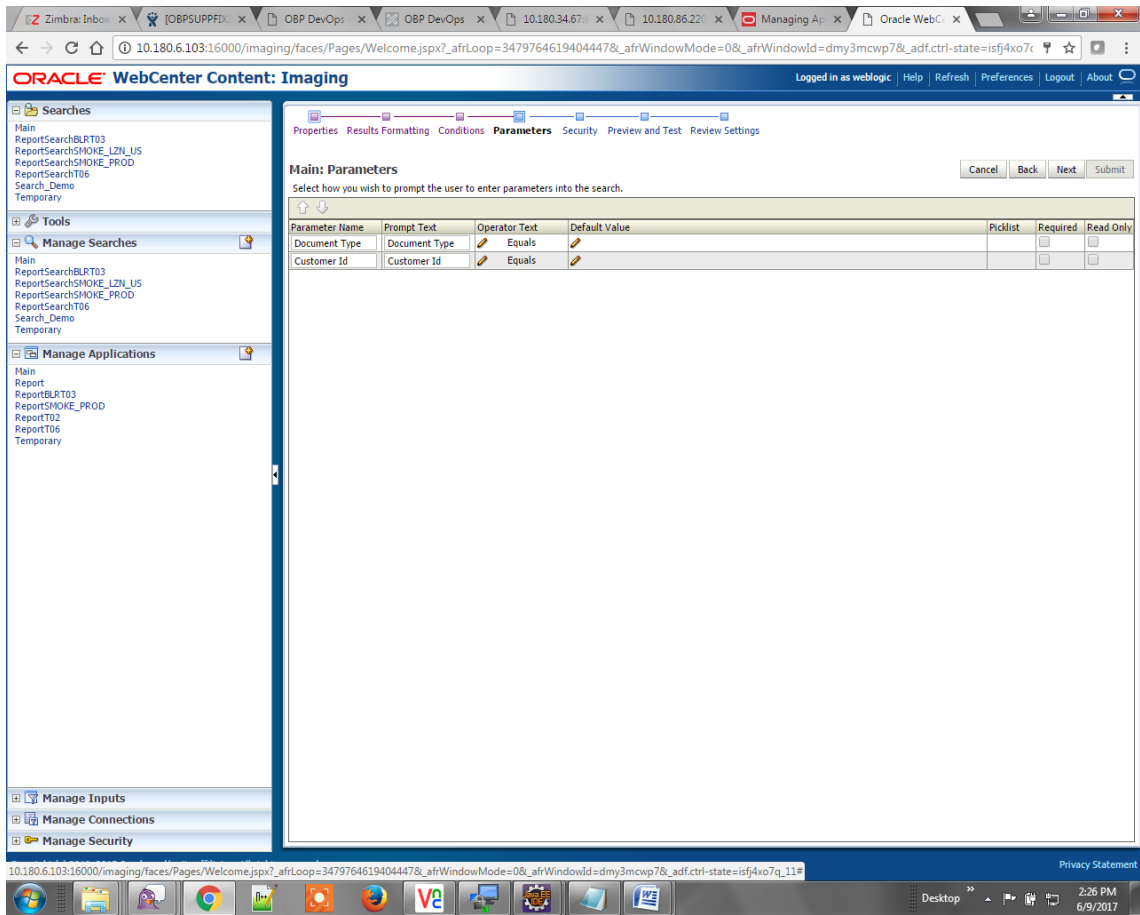 Zimbra: Inbox
[OBPSUPPFIX
OBP DevOps -
OBP DevOps
10.180.34.67:
10.180.86.220
Managing Ap
Oracle WebCe
10.180.6.103:16000/imaging/faces/Pages/Welcome.jspx?_afrLoop=3479764619404447&_afrWindowMode=0&_afrWindowId=dmy3mcwp7&_adf.ctrl-state=isfj4xo7q
ORACLE WebCenter Content: Imaging
Logged in as weblogic | Help | Refresh | Preferences | Logout | About
Searches
Main
ReportSearchBLRT03
ReportSearchSMOKE_LZN_US
ReportSearchSMOKE_PROD
ReportSearchT06
Search_Demo
Temporary
Tools
Manage Searches
Main
ReportSearchBLRT03
ReportSearchSMOKE_LZN_US
ReportSearchSMOKE_PROD
ReportSearchT06
Search_Demo
Temporary
Manage Applications
Main
Report
ReportBLRT03
ReportSMOKE_PROD
ReportT02
ReportT06
Temporary
Manage Inputs
Manage Connections
Manage Security
Properties Results Formatting Conditions Parameters Security Preview and Test Review Settings
Main: Parameters
Cancel Back Next Submit
Select how you wish to prompt the user to enter parameters into the search.
Parameter Name Prompt Text Operator Text Default Value Picklist Required Read Only
Document Type Document Type Equals
Customer Id Customer Id Equals
Privacy Statement
10.180.6.103:16000/imaging/faces/Pages/Welcome.jspx?_afrLoop=3479764619404447&_afrWindowMode=0&_afrWindowId=dmy3mcwp7&_adf.ctrl-state=isfj4xo7q_11#
Java EE
IDE
Desktop
2:26 PM
6/9/2017